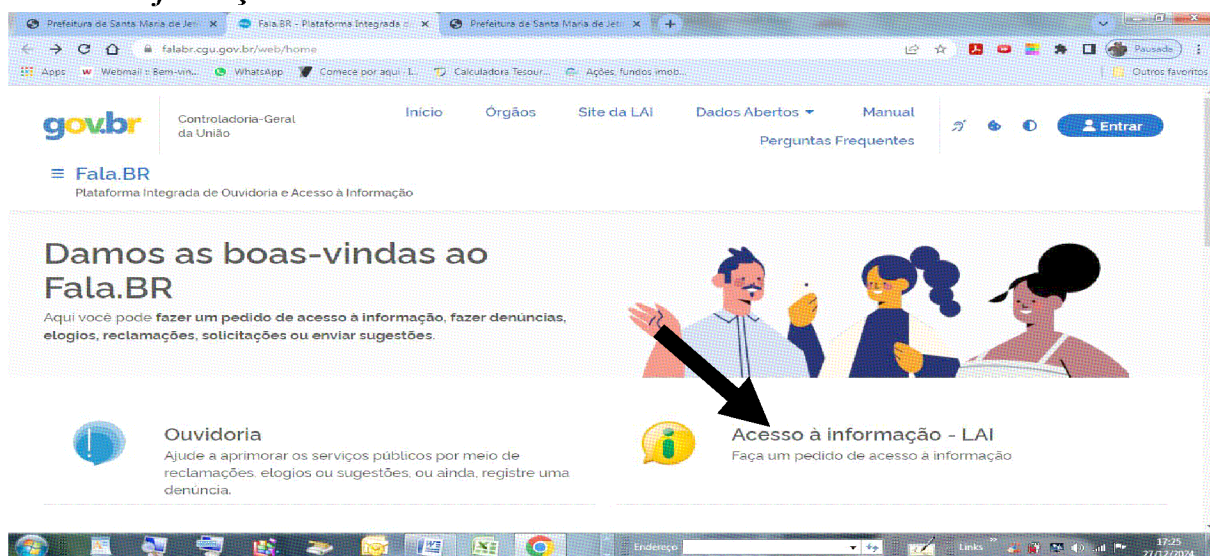 Prefeitura de Santa Maria de Jeti
Fala.BR - Plataforma Integrada d
Prefeitura de Santa Maria de Jeti
falabr.cgu.gov.br/web/home
Pausada
Apps
Webmail :: Bem-vin...
WhatsApp
Comece por aqui - I...
Calculadora Tesour...
Ações, fundos imob...
Outros favoritos
gov.br
Controladoria-Geral
da União
Início Órgãos Site da LAI Dados Abertos Manual
Perguntas Frequentes
Entrar
Fala.BR
Plataforma Integrada de Ouvidoria e Acesso à Informação
Damos as boas-vindas ao
Fala.BR
Aqui você pode fazer um pedido de acesso à informação, fazer denúncias,
elogios, reclamações, solicitações ou enviar sugestões.
Ouvidoria
Ajude a aprimorar os serviços públicos por meio de
reclamações, elogios ou sugestões, ou ainda, registre uma
denúncia.
Acesso à informação - LAI
Faça um pedido de acesso à informação
Endereço
Links
17:25
27/12/2024